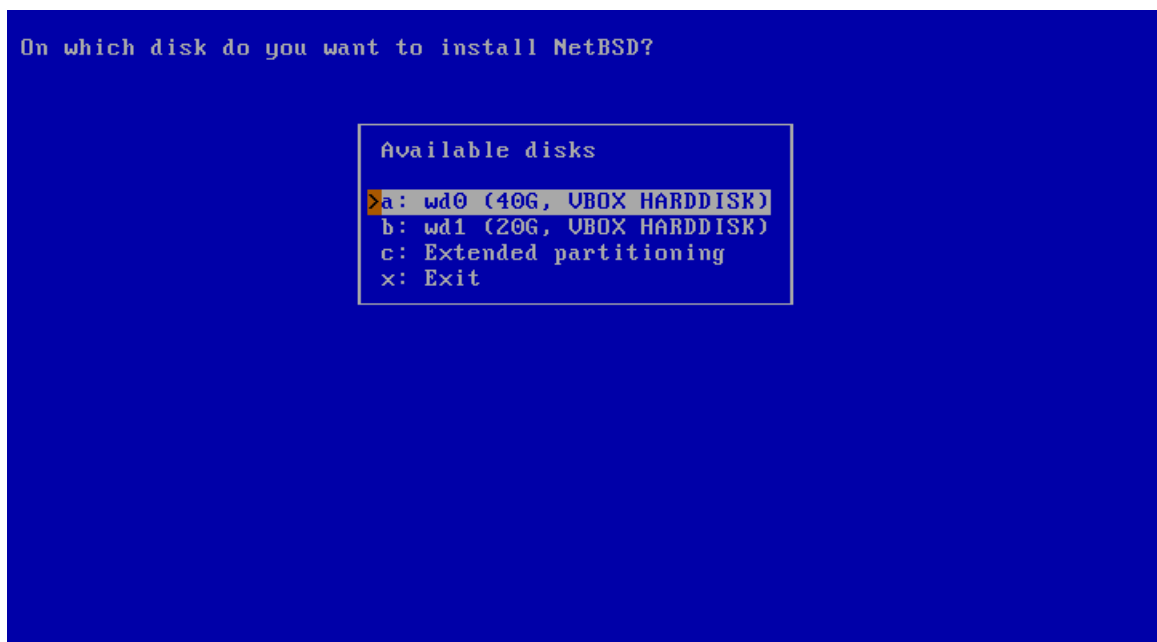 On which disk do you want to install NetBSD?
Available disks
>a: wd0 (40G, VBOX HARDDISK)
b: wd1 (20G, VBOX HARDDISK)
c: Extended partitioning
x: Exit